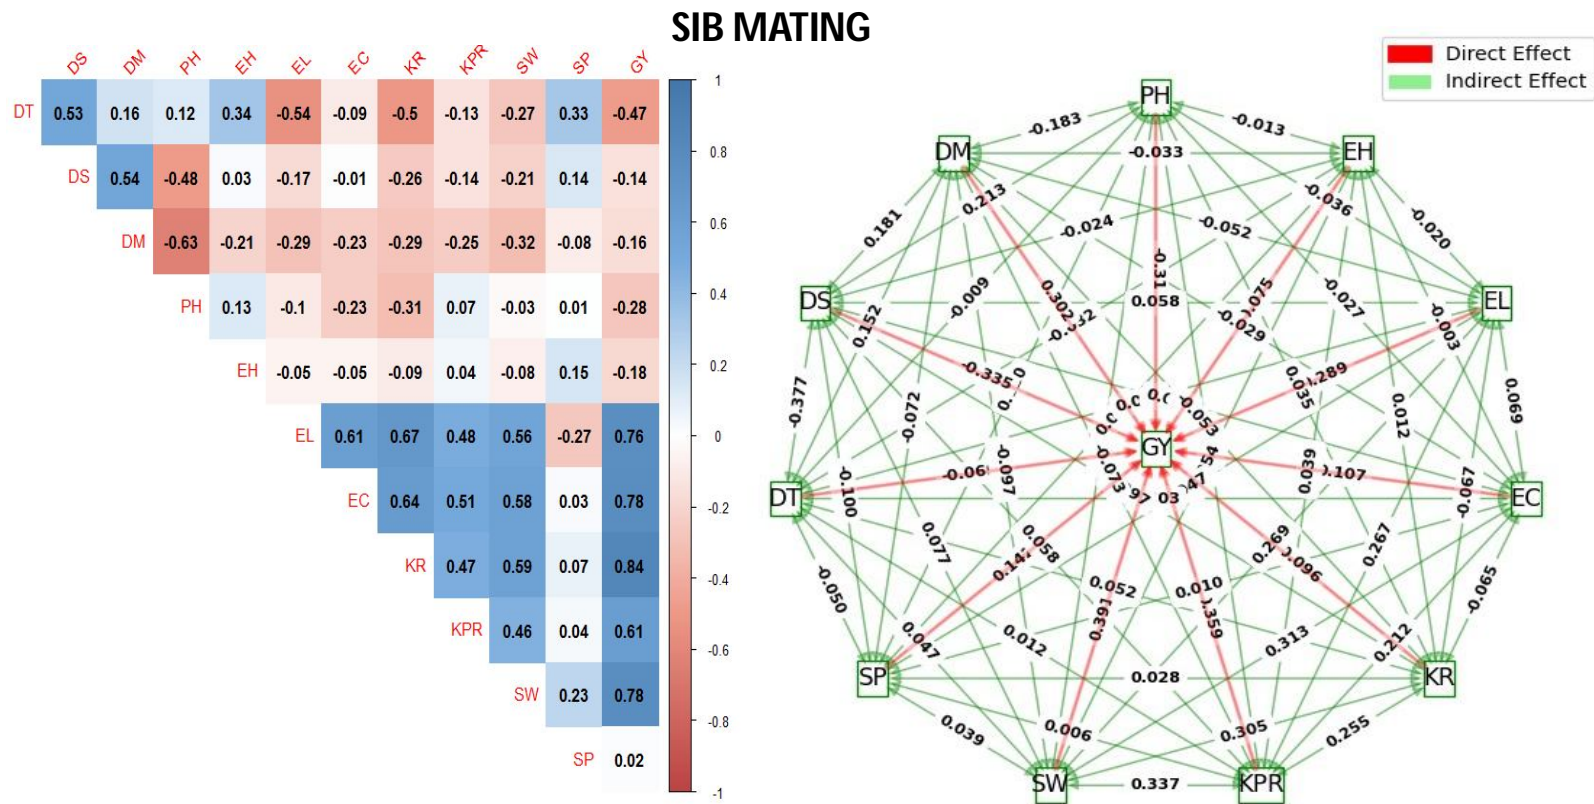 SIB MATING
DS DM PH EH EL EC KR KPR SW SP GY
DT 0.53 0.16 0.12 0.34 -0.54 -0.09 -0.5 -0.13 -0.27 0.33 -0.47
DS 0.54 -0.48 0.03 -0.17 -0.01 -0.26 -0.14 -0.21 0.14 -0.14
DM -0.63 -0.21 -0.29 -0.23 -0.29 -0.25 -0.32 -0.08 -0.16
PH 0.13 -0.1 -0.23 -0.31 0.07 -0.03 0.01 -0.28
EH -0.05 -0.05 -0.09 0.04 -0.08 0.15 -0.18
EL 0.61 0.67 0.48 0.56 -0.27 0.76
EC 0.64 0.51 0.58 0.03 0.78
KR 0.47 0.59 0.07 0.84
KPR 0.46 0.04 0.61
SW 0.23 0.78
SP 0.02
1
0.8
0.6
0.4
0.2
0
-0.2
-0.4
-0.6
-0.8
-1
Direct Effect
Indirect Effect
PH
-0.183 -0.013
DM -0.033 EH
0.213 -0.036
0.181 -0.024 -0.052 -0.020
DS 0.152 -0.009 0.302 0.058 -0.029 -0.027 -0.003 EL
-0.335
-0.377 -0.072 0.035 0.012 0.069
-0.053
GY
DT -0.097 -0.073 0.039 -0.067 EC
-0.100
0.077 0.058 0.269 0.267
-0.050 0.052 0.010 -0.065
0.391
0.047 0.012 0.313 0.212
SP 0.028 KR
0.039 0.006 0.305 0.255
SW 0.337 KPR